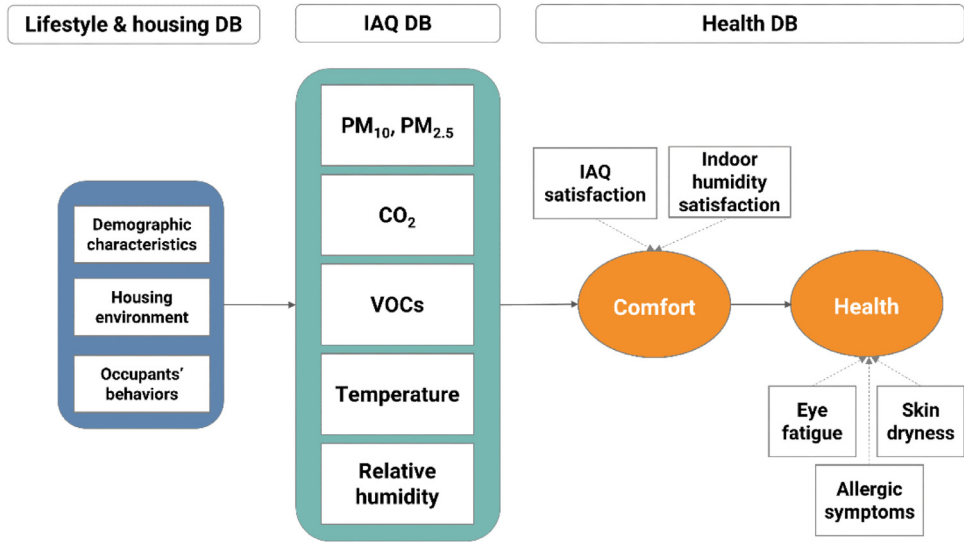 Lifestyle & housing DB
IAQ DB
Health DB
Demographic
characteristics
Housing
environment
Occupants’
behaviors
PM₁₀, PM₂.₅
CO₂
VOCs
Temperature
Relative
humidity
IAQ
satisfaction
Indoor
humidity
satisfaction
Comfort
Health
Eye
fatigue
Skin
dryness
Allergic
symptoms